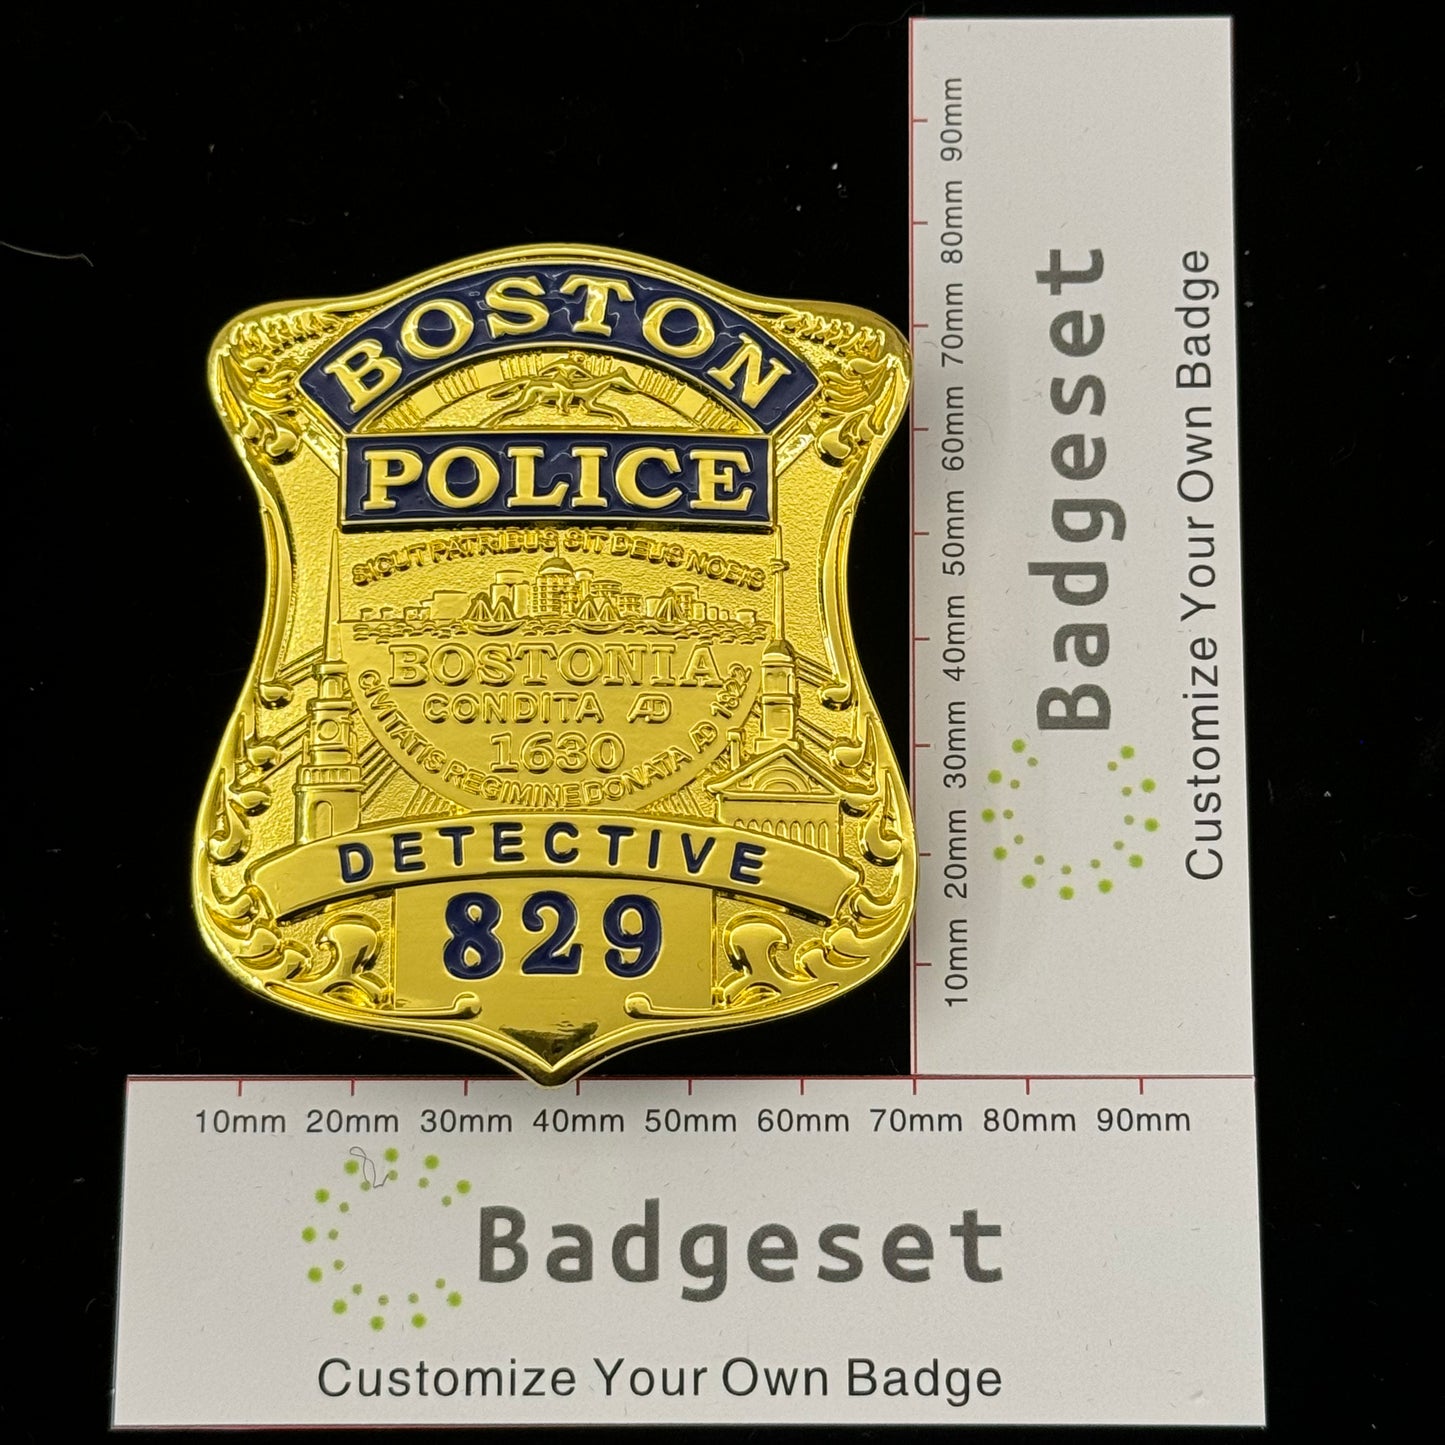 BOSTON
POLICE
SICUT PATRIBUS SIT DEUS NOBIS
BOSTONIA
CONDITA AD
1630
CIVITATIS REGIMINE DONATA AD 1822
DETECTIVE
829
10mm 20mm 30mm 40mm 50mm 60mm 70mm 80mm 90mm
Badgeset
Customize Your Own Badge
10mm 20mm 30mm 40mm 50mm 60mm 70mm 80mm 90mm
Badgeset
Customize Your Own Badge